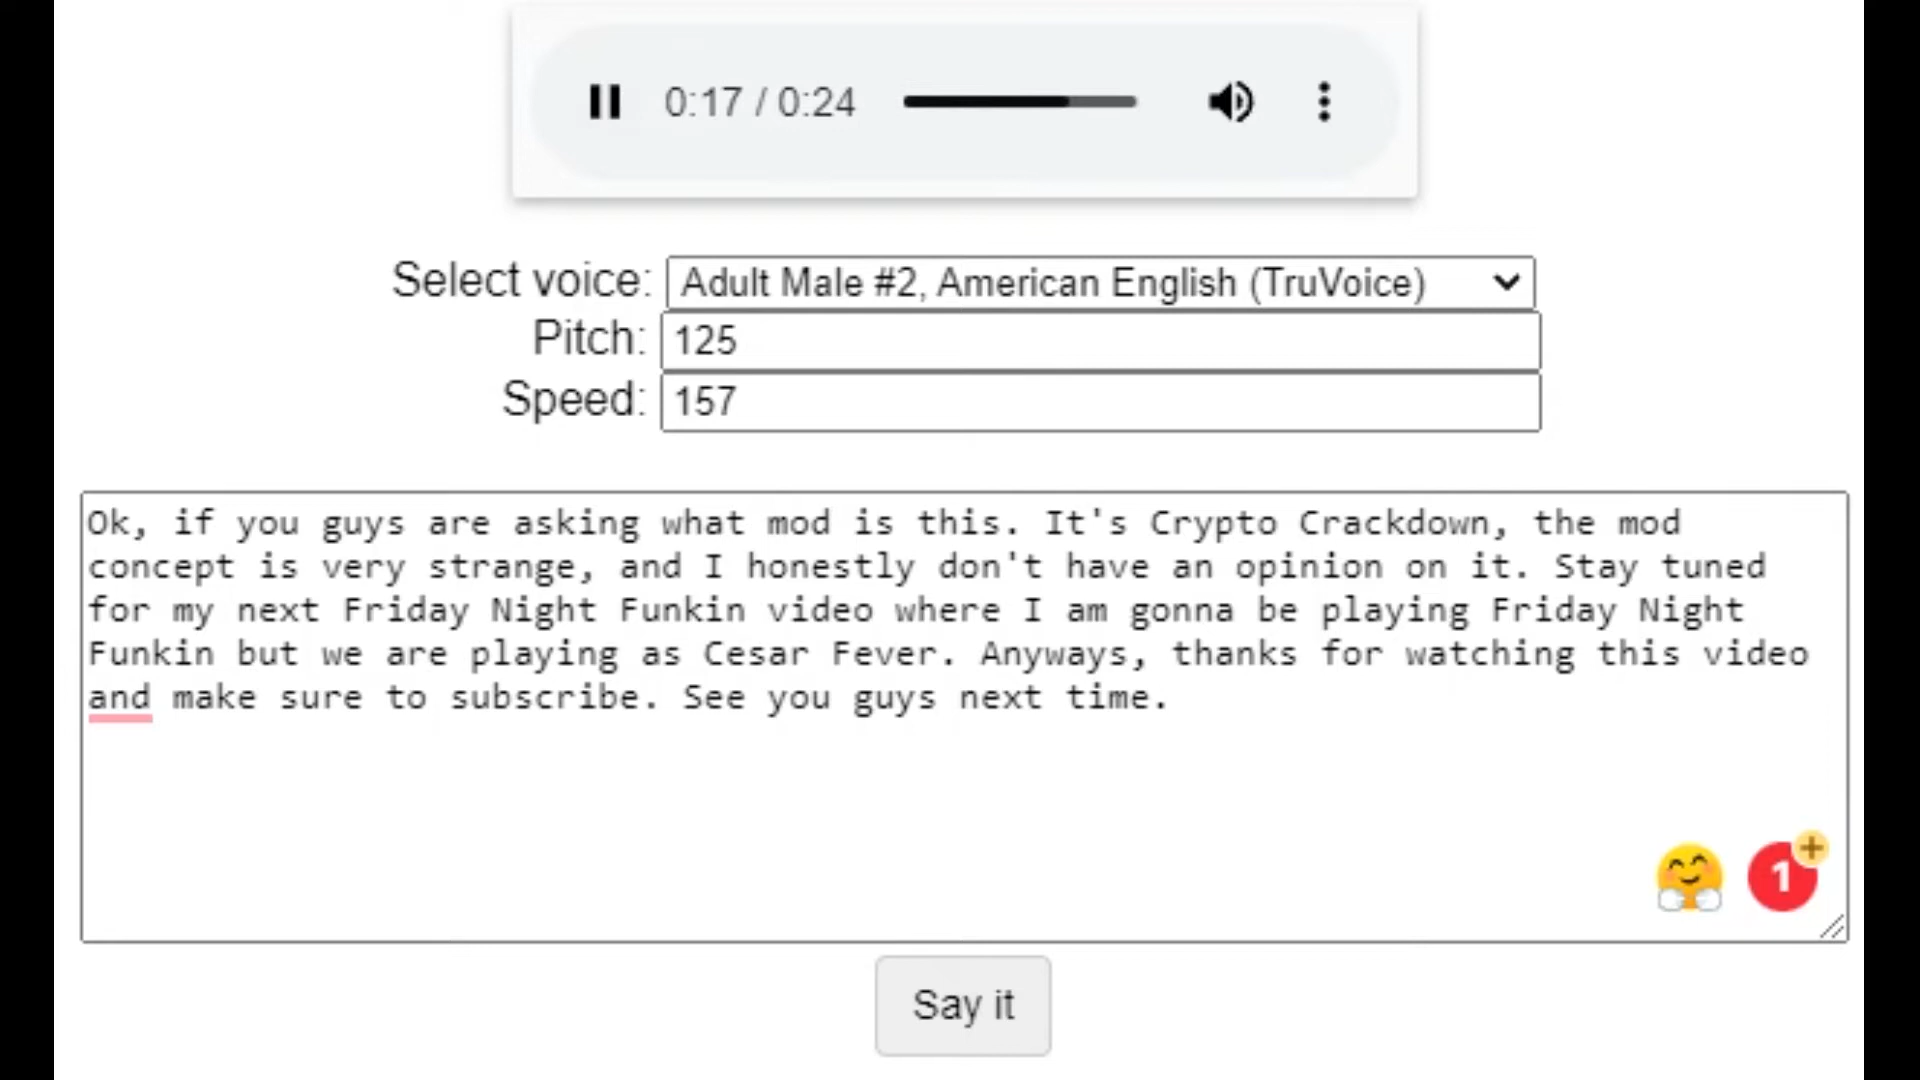 0:17 / 0:24
Select voice: Adult Male #2, American English (TruVoice)
Pitch: 125
Speed: 157
Ok, if you guys are asking what mod is this. It's Crypto Crackdown, the mod
concept is very strange, and I honestly don't have an opinion on it. Stay tuned
for my next Friday Night Funkin video where I am gonna be playing Friday Night
Funkin but we are playing as Cesar Fever. Anyways, thanks for watching this video
and make sure to subscribe. See you guys next time.
1
Say it